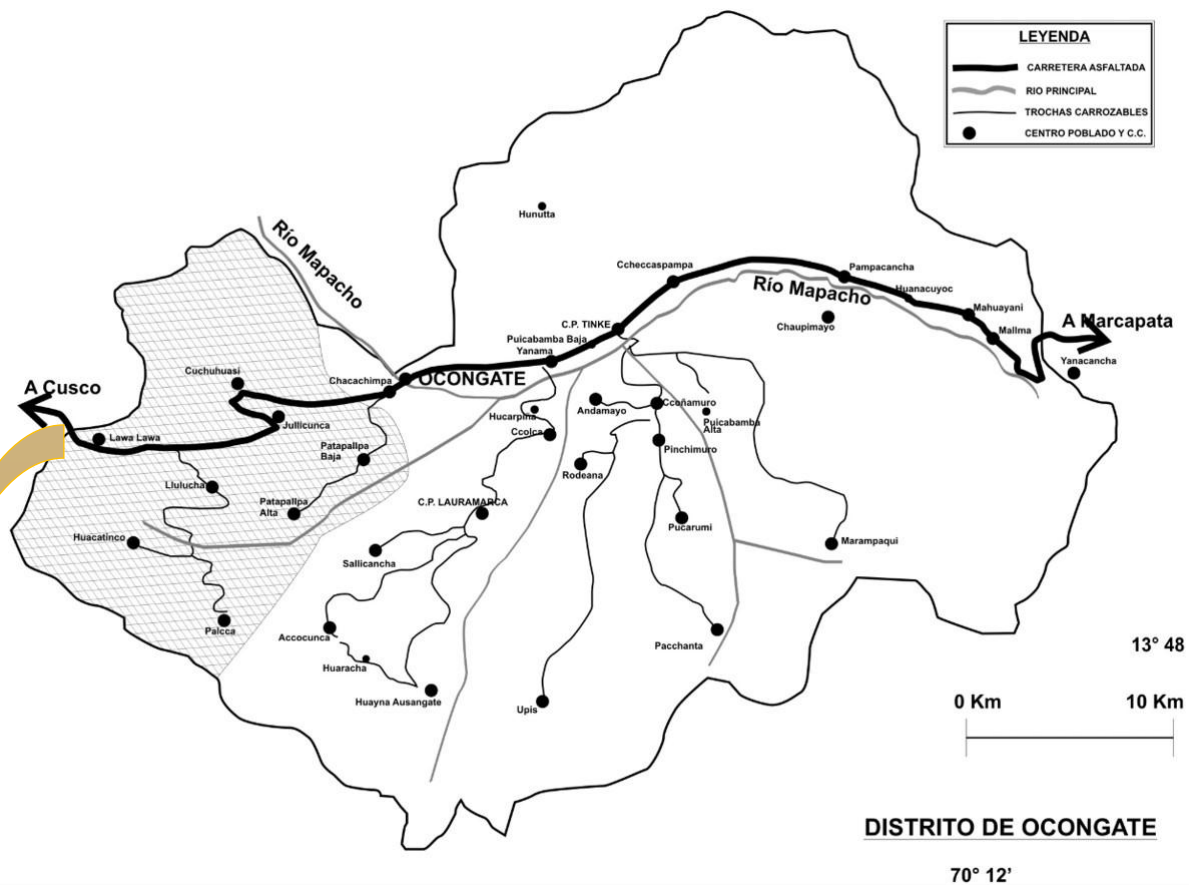 LEYENDA
CARRETERA ASFALTADA
RIO PRINCIPAL
TROCHAS CARROZABLES
CENTRO POBLADO Y C.C.
Hunutta
Río Mapacho
Ccheccaspampa
Pampacancha
Río Mapacho
Huanacuyoc
Mahuayani
Chaupimayo
C.P. TINKE
A Marcapata
Mallma
Puicabamba Baja
Yanama
Yanacancha
Cuchuhuasi
Chacachimpa
OCONGATE
A Cusco
Ccoñamuro
Andamayo
Hucarpina
Puicabamba
Alta
Jullicunca
Ccolca
Lawa Lawa
Patapallpa
Baja
Pinchimuro
Rodeana
Llulucha
Patapallpa
Alta
C.P. LAURAMARCA
Pucarumi
Huacatinco
Marampaqui
Sallicancha
Palcca
Accocunca
Pacchanta
13° 48
Huaracha
Huayna Ausangate
Upis
0 Km
10 Km
DISTRITO DE OCONGATE
70° 12’